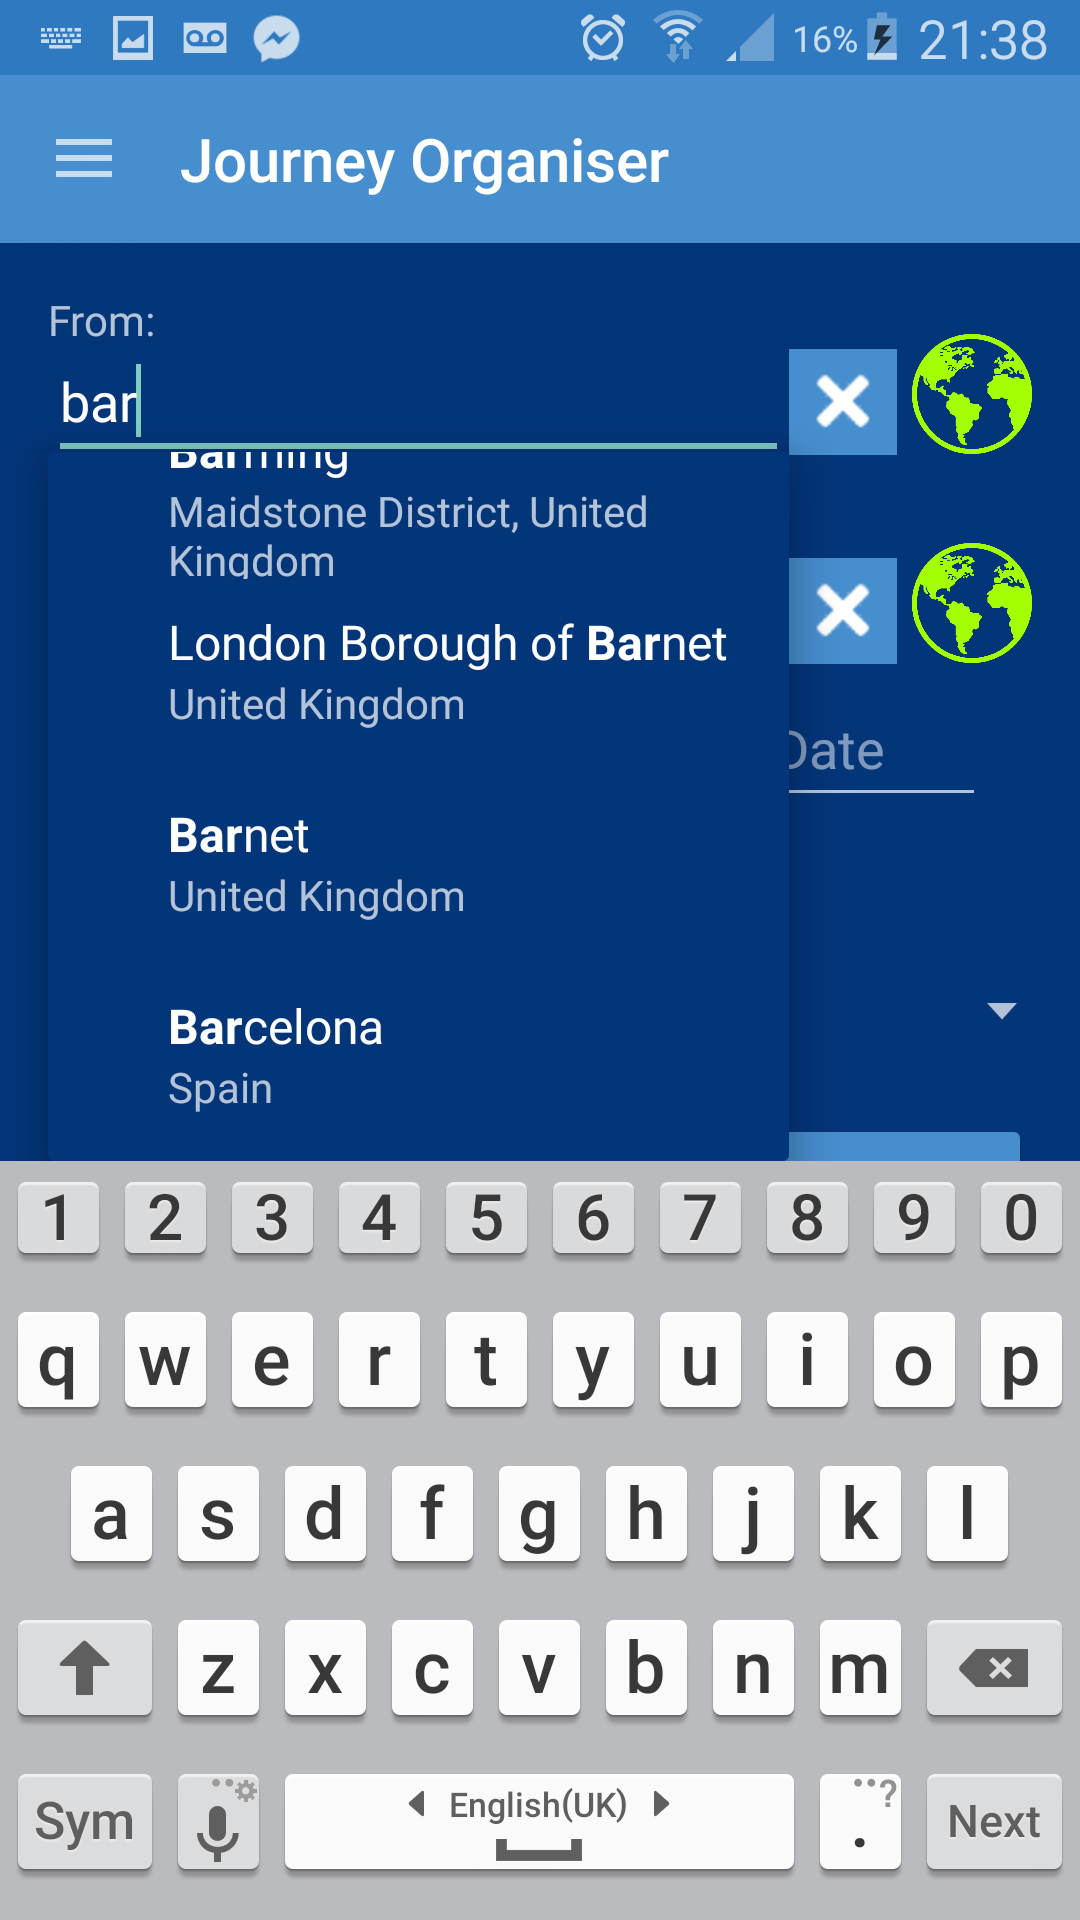 16% 21:38
Journey Organiser
From:
bar
Barming
Maidstone District, United
Kingdom
London Borough of Barnet
United Kingdom
Date
Barnet
United Kingdom
Barcelona
Spain
1 2 3 4 5 6 7 8 9 0
q w e r t y u i o p
a s d f g h j k l
z x c v b n m
Sym English(UK) . ? Next